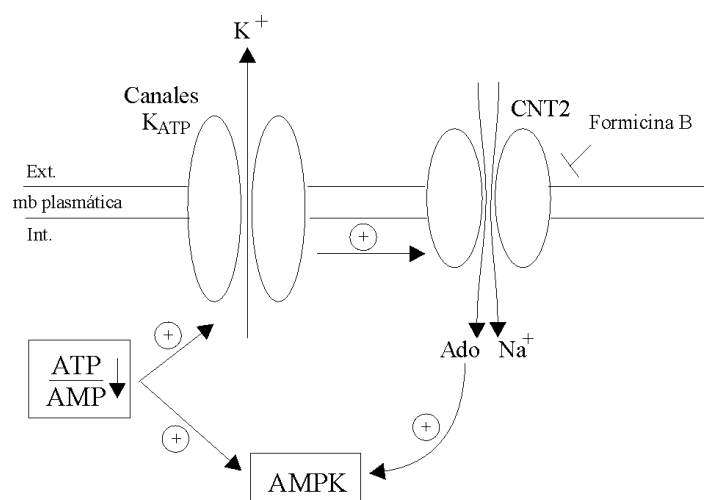 K+
Canales
KATP
CNT2
Formicina B
Ext.
mb plasmática
Int.
+
+
ATP
AMP
Ado Na+
+
+
AMPK